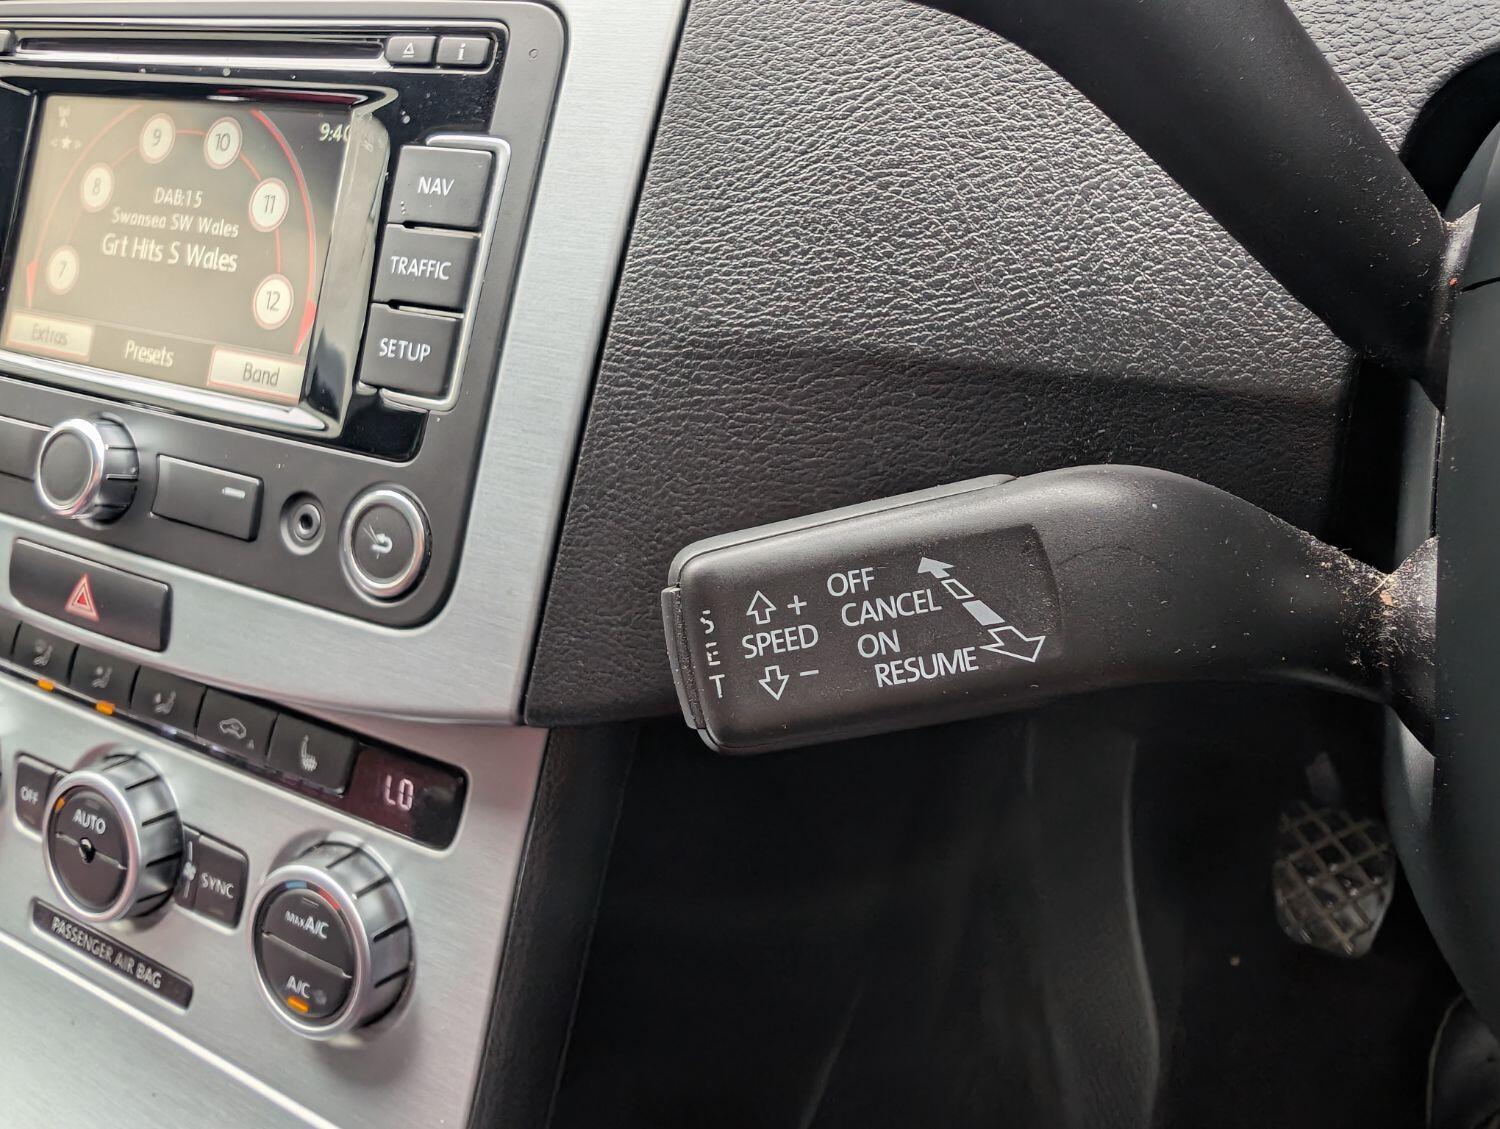 i
9:40
NAV
TRAFFIC
SETUP
9
10
8
11
7
12
DAB:15
Swansea SW Wales
Grt Hits S Wales
Extras
Presets
Band
SET
+
SPEED
−
OFF
CANCEL
ON
RESUME
LO
OFF
AUTO
SYNC
MAX A/C
A/C
PASSENGER AIR BAG